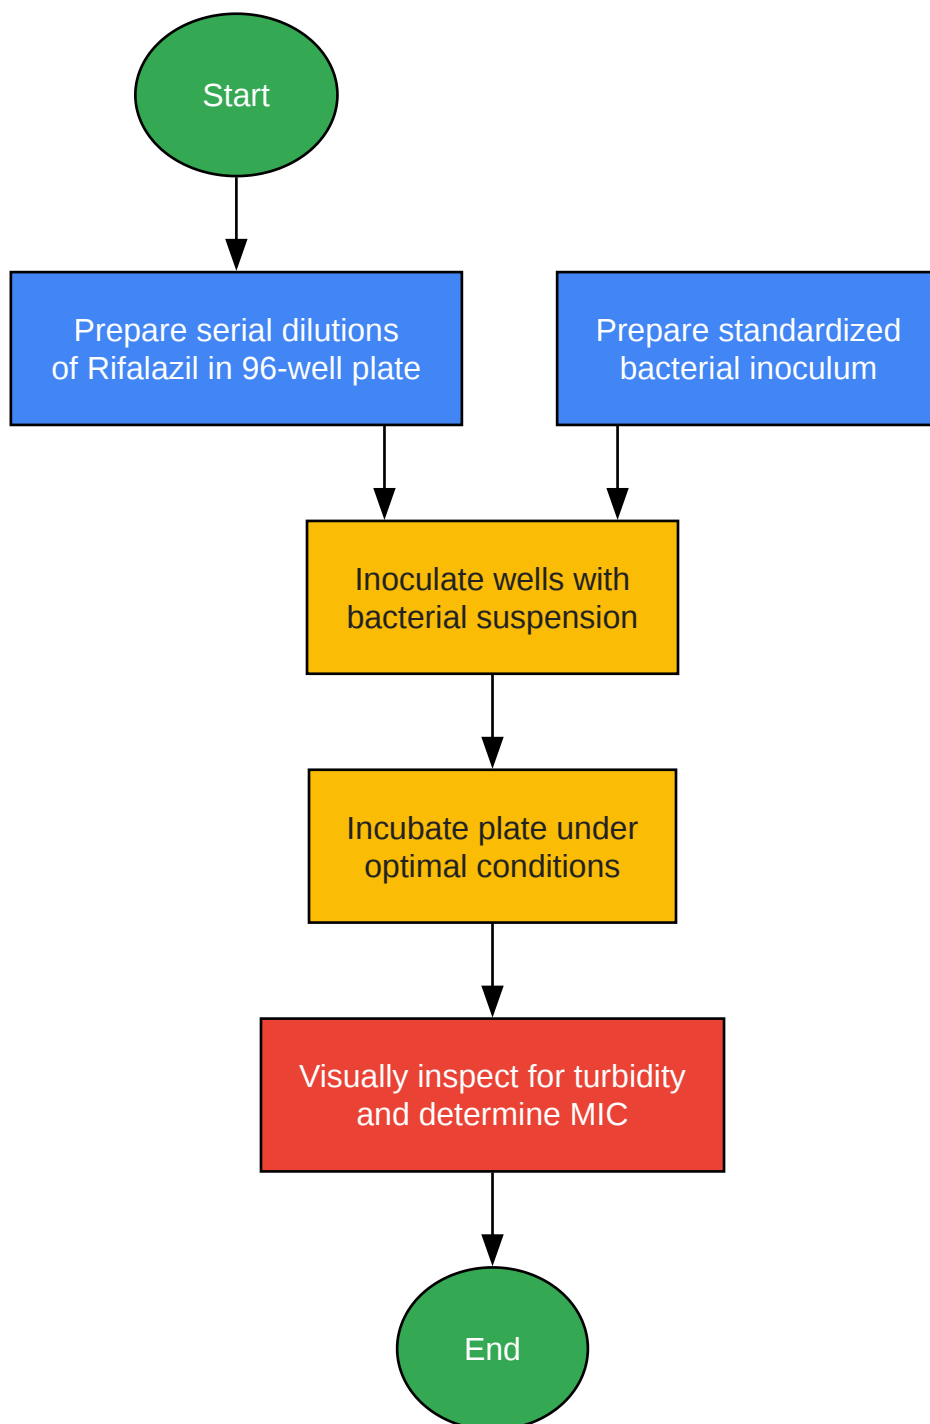 Start
Prepare serial dilutions
of Rifalazil in 96-well plate
Prepare standardized
bacterial inoculum
Inoculate wells with
bacterial suspension
Incubate plate under
optimal conditions
Visually inspect for turbidity
and determine MIC
End